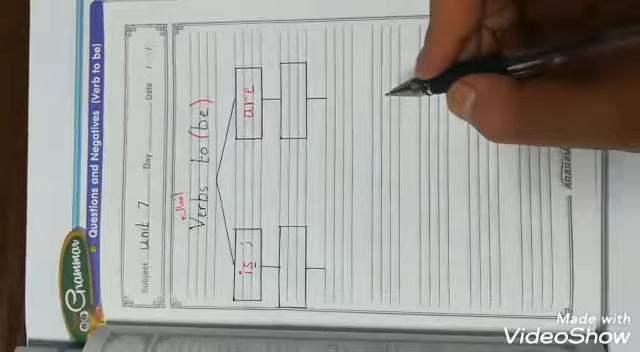 Grammar
Questions and Negatives (Verb to be)
Subject Unit 7 Day Date / /
Verbs to (be)
is are
Made with
VideoShow